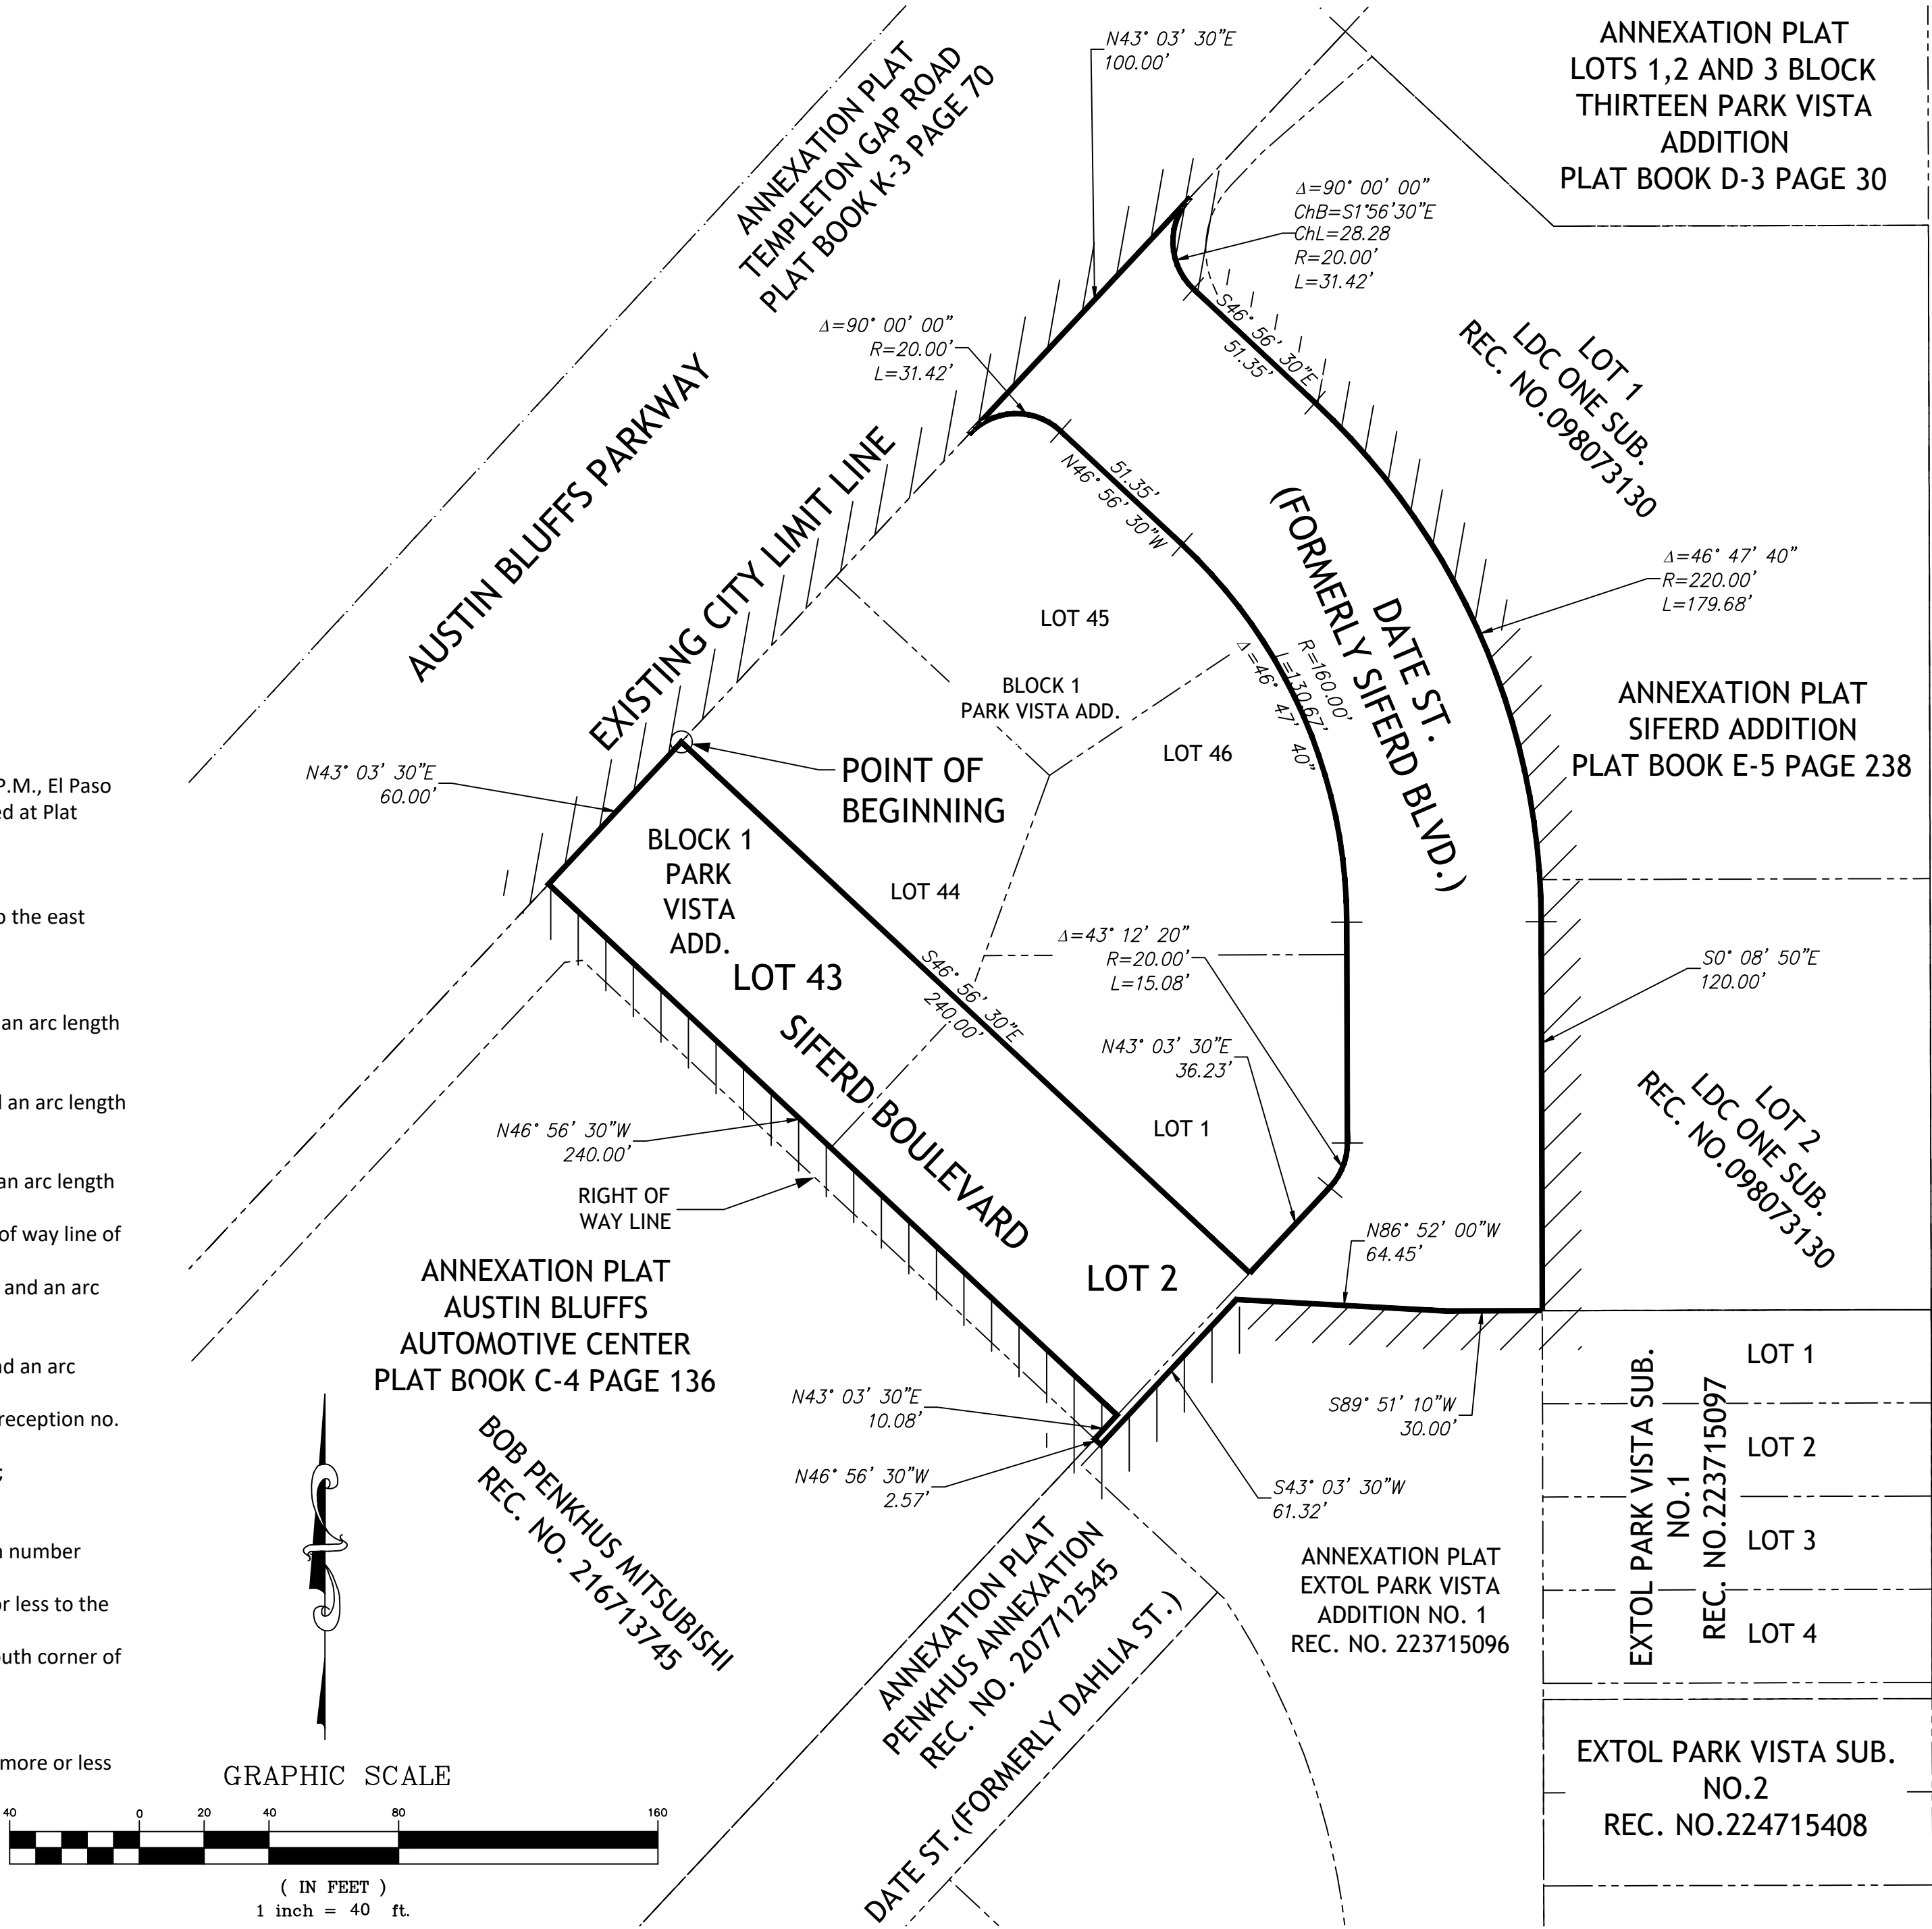 ANNEXATION PLAT
TEMPLETON GAP ROAD
PLAT BOOK K-3 PAGE 70
N43° 03' 30"E
100.00'
ANNEXATION PLAT
LOTS 1,2 AND 3 BLOCK
THIRTEEN PARK VISTA
ADDITION
PLAT BOOK D-3 PAGE 30
Δ=90° 00' 00"
ChB=S1°56'30"E
ChL=28.28
R=20.00'
L=31.42'
Δ=90° 00' 00"
R=20.00'
L=31.42'
S46° 56' 30"E
51.35'
LOT 1
LDC ONE SUB.
REC. NO.098073130
AUSTIN BLUFFS PARKWAY
EXISTING CITY LIMIT LINE
51.35'
N46° 56' 30"W
(FORMERLY SIFERD BLVD.)
DATE ST.
Δ=46° 47' 40"
R=220.00'
L=179.68'
LOT 45
BLOCK 1
PARK VISTA ADD.
R=160.00'
L=130.67'
Δ=46° 47' 40"
LOT 46
ANNEXATION PLAT
SIFERD ADDITION
PLAT BOOK E-5 PAGE 238
N43° 03' 30"E
60.00'
POINT OF
BEGINNING
P.M., El Paso
ed at Plat
BLOCK 1
PARK
VISTA
ADD.
LOT 43
LOT 44
o the east
Δ=43° 12' 20"
R=20.00'
L=15.08'
S46° 56' 30"E
240.00'
S0° 08' 50"E
120.00'
an arc length
N43° 03' 30"E
36.23'
SIFERD BOULEVARD
LOT 1
LOT 2
LDC ONE SUB.
REC. NO.098073130
d an arc length
N46° 56' 30"W
240.00'
an arc length
RIGHT OF
WAY LINE
of way line of
N86° 52' 00"W
64.45'
LOT 2
and an arc
ANNEXATION PLAT
AUSTIN BLUFFS
AUTOMOTIVE CENTER
PLAT BOOK C-4 PAGE 136
nd an arc
reception no.
N43° 03' 30"E
10.08'
S89° 51' 10"W
30.00'
N46° 56' 30"W
2.57'
S43° 03' 30"W
61.32'
BOB PENKHUS MITSUBISHI
REC. NO. 216713745
n number
or less to the
outh corner of
more or less
ANNEXATION PLAT
PENKHUS ANNEXATION
REC. NO. 207712545
DATE ST.(FORMERLY DAHLIA ST.)
ANNEXATION PLAT
EXTOL PARK VISTA
ADDITION NO. 1
REC. NO. 223715096
EXTOL PARK VISTA SUB.
NO.1
REC. NO.223715097
LOT 1
LOT 2
LOT 3
LOT 4
EXTOL PARK VISTA SUB.
NO.2
REC. NO.224715408
GRAPHIC SCALE
40 0 20 40 80 160
( IN FEET )
1 inch = 40 ft.